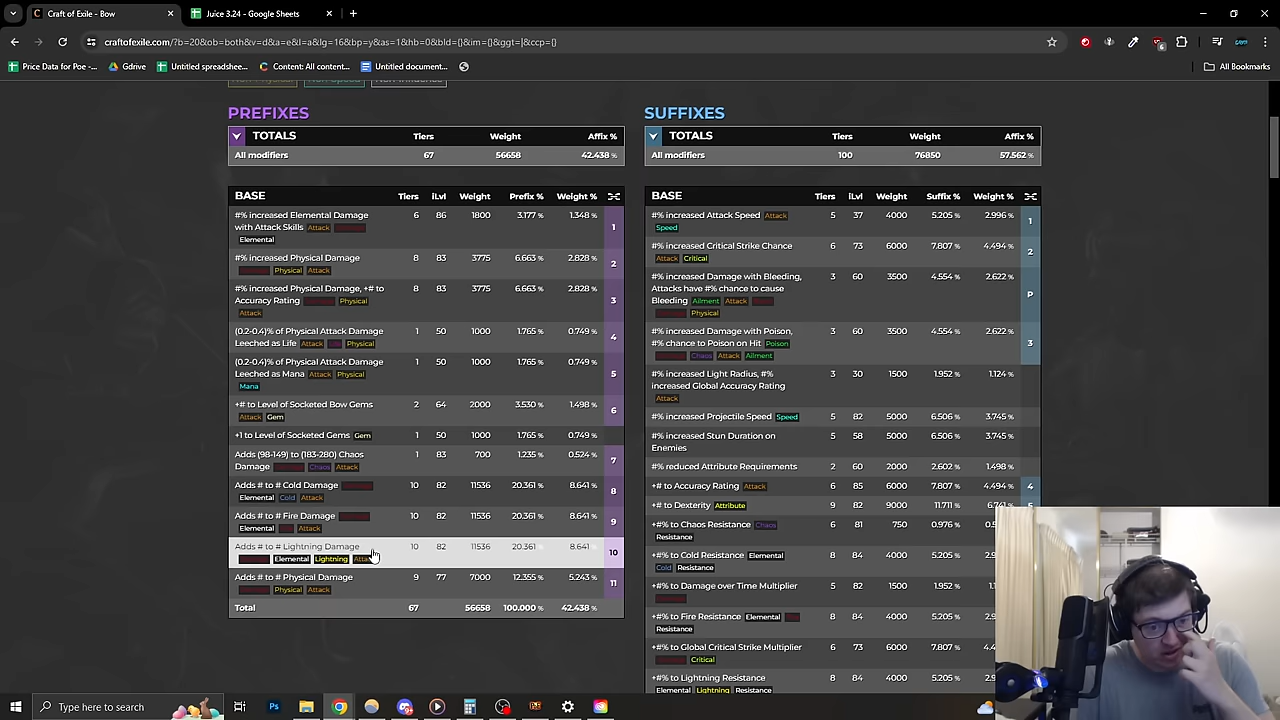 Craft of Exile - Bow
Juice 3.24 - Google Sheets
craftofexile.com/?b=20&ob=both&v=d&a=e&l=a&lg=16&bp=y&as=1&hb=0&bld={}&im={}&ggt=|&ccp={}
Price Data for Poe -...
Gdrive
Untitled spreadshee...
Content: All content...
Untitled document...
All Bookmarks
PREFIXES
TOTALS Tiers Weight Affix %
All modifiers 67 56658 42.438 %
BASE Tiers iLvl Weight Prefix % Weight %
#% increased Elemental Damage 6 86 1800 3.177 % 1.348 % 1
with Attack Skills Attack
Elemental
#% increased Physical Damage 8 83 3775 6.663 % 2.828 % 2
Physical Attack
#% increased Physical Damage, +# to 8 83 3775 6.663 % 2.828 % 3
Accuracy Rating Physical
Attack
(0.2-0.4)% of Physical Attack Damage 1 50 1000 1.765 % 0.749 % 4
Leeched as Life Attack Physical
(0.2-0.4)% of Physical Attack Damage 1 50 1000 1.765 % 0.749 % 5
Leeched as Mana Attack Physical
Mana
+# to Level of Socketed Bow Gems 2 64 2000 3.530 % 1.498 % 6
Attack Gem
+1 to Level of Socketed Gems Gem 1 50 1000 1.765 % 0.749 %
Adds (98-149) to (183-280) Chaos 1 83 700 1.235 % 0.524 % 7
Damage Chaos Attack
Adds # to # Cold Damage 10 82 11536 20.361 % 8.641 % 8
Elemental Cold Attack
Adds # to # Fire Damage 10 82 11536 20.361 % 8.641 % 9
Elemental Attack
Adds # to # Lightning Damage 10 82 11536 20.361 % 8.641 % 10
Elemental Lightning
Adds # to # Physical Damage 9 77 7000 12.355 % 5.243 % 11
Physical Attack
Total 67 56658 100.000 % 42.438 %
SUFFIXES
TOTALS Tiers Weight Affix %
All modifiers 100 76850 57.562 %
BASE Tiers iLvl Weight Suffix % Weight %
#% increased Attack Speed Attack 5 37 4000 5.205 % 2.996 % 1
Speed
#% increased Critical Strike Chance 6 73 6000 7.807 % 4.494 % 2
Attack Critical
#% increased Damage with Bleeding, 3 60 3500 4.554 % 2.622 % P
Attacks have #% chance to cause
Bleeding Ailment Attack
Physical
#% increased Damage with Poison, 3 60 3500 4.554 % 2.622 % 3
#% chance to Poison on Hit Poison
Chaos Attack Ailment
#% increased Light Radius, #% 3 30 1500 1.952 % 1.124 %
increased Global Accuracy Rating
Attack
#% increased Projectile Speed Speed 5 82 5000 6.506 % 3.745 %
#% increased Stun Duration on 5 58 5000 6.506 % 3.745 %
Enemies
#% reduced Attribute Requirements 2 60 2000 2.602 % 1.498 %
+# to Accuracy Rating Attack 6 85 6000 7.807 % 4.494 % 4
+# to Dexterity Attribute 9 82 9000 11.711 %
+#% to Chaos Resistance Chaos 6 81 750 0.976 %
Resistance
+#% to Cold Resistance Elemental 8 84 4000 5.205 %
Cold Resistance
+#% to Damage over Time Multiplier 5 82 1500 1.952 %
+#% to Fire Resistance Elemental 8 84 4000 5.205 %
Resistance
+#% to Global Critical Strike Multiplier 6 73 6000 7.807 %
Critical
+#% to Lightning Resistance 8 84 4000 5.205 %
Elemental Lightning Resistance
Type here to search